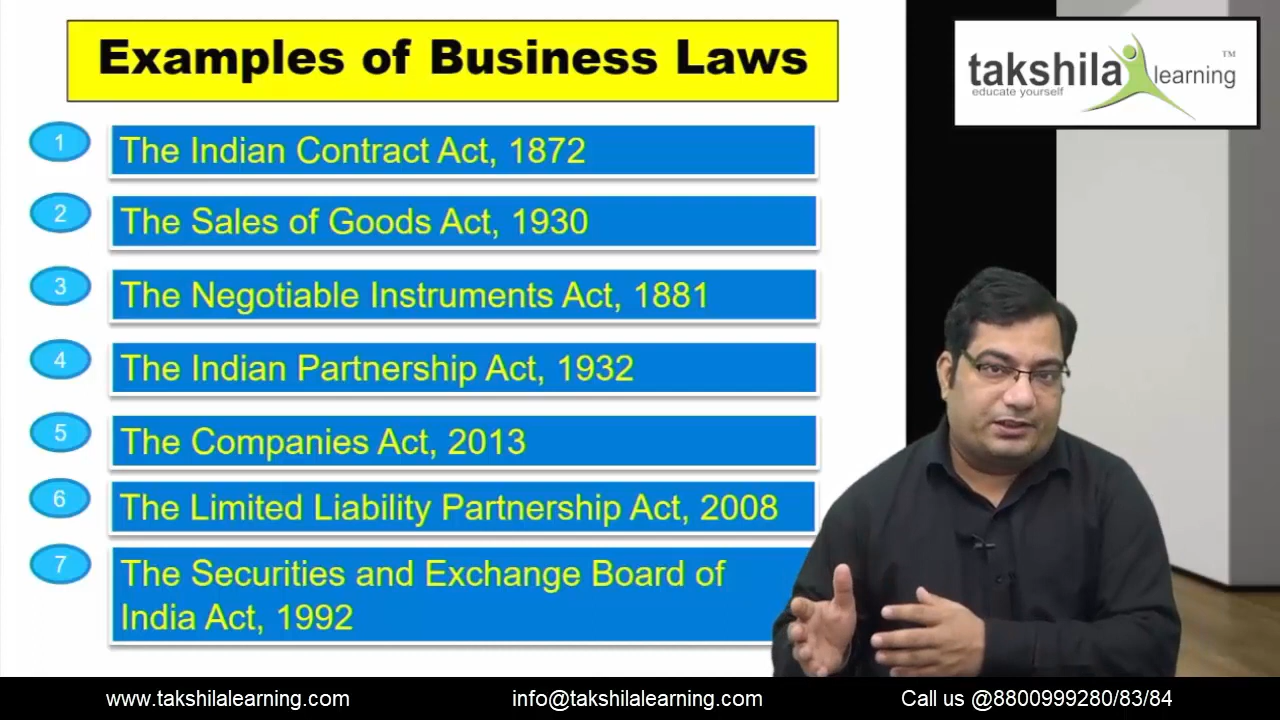 Examples of Business Laws
takshila learning TM
educate yourself
1 The Indian Contract Act, 1872
2 The Sales of Goods Act, 1930
3 The Negotiable Instruments Act, 1881
4 The Indian Partnership Act, 1932
5 The Companies Act, 2013
6 The Limited Liability Partnership Act, 2008
7 The Securities and Exchange Board of
India Act, 1992
www.takshilalearning.com info@takshilalearning.com Call us @8800999280/83/84